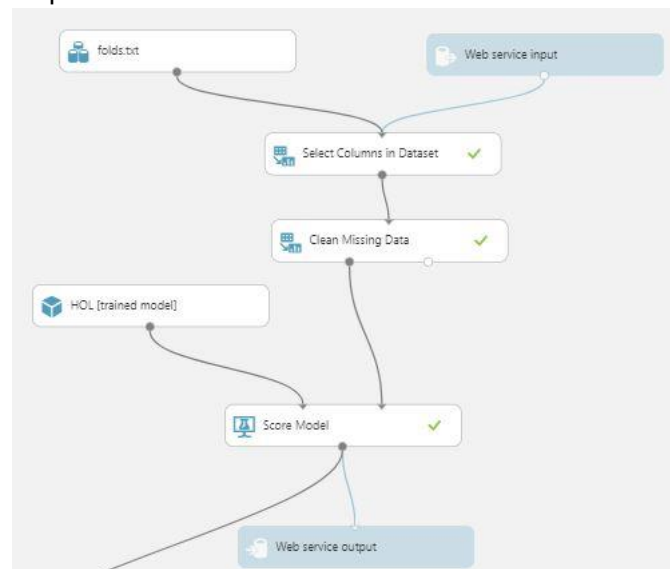 folds.txt
Web service input
Select Columns in Dataset
Clean Missing Data
HOL [trained model]
Score Model
Web service output